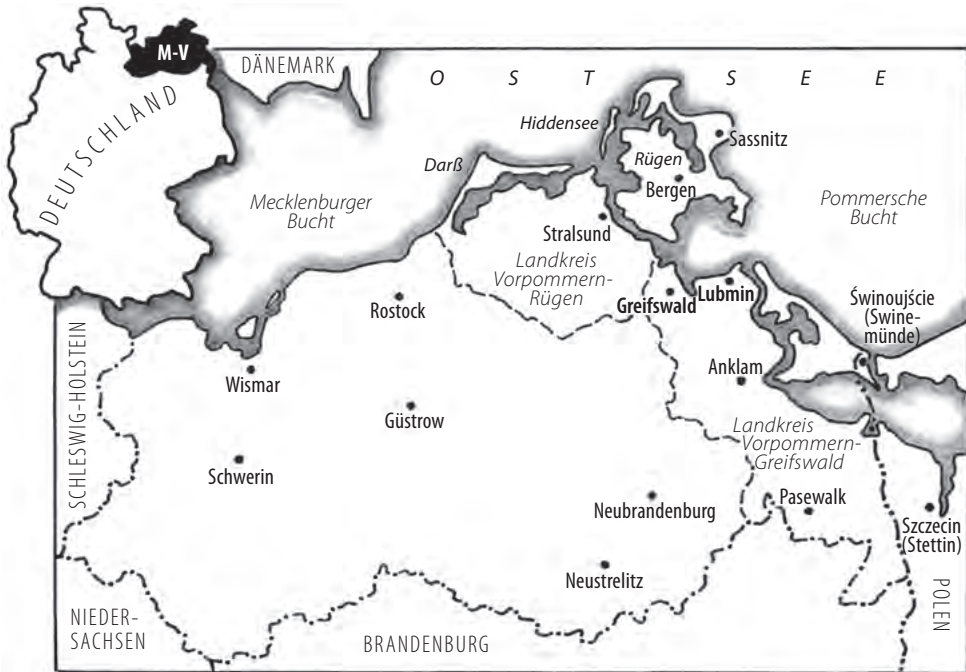 M-V
DEUTSCHLAND
DÄNEMARK
O S T S E E
Hiddensee
Sassnitz
Darß
Rügen
Bergen
Mecklenburger
Bucht
Pommersche
Bucht
Stralsund
Landkreis
Vorpommern-
Rügen
Greifswald
Lubmin
Świnoujście
(Swine-
münde)
Rostock
Wismar
Anklam
Güstrow
SCHLESWIG-HOLSTEIN
Landkreis
Vorpommern-
Greifswald
Schwerin
Neubrandenburg
Pasewalk
Szczecin
(Stettin)
Neustrelitz
NIEDER-
SACHSEN
BRANDENBURG
POLEN